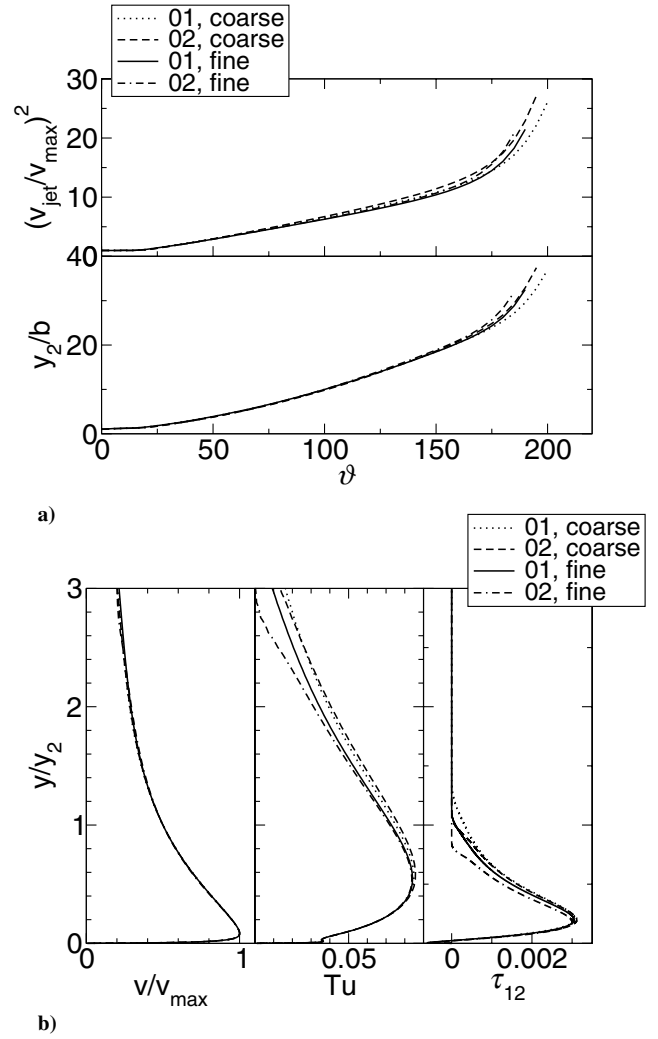 01, coarse
02, coarse
01, fine
02, fine
30
20
10
0
(v_jet/v_max)^2
40
20
0
y_2/b
0 50 100 150 200
ϑ
a)
01, coarse
02, coarse
01, fine
02, fine
3
2
1
0
y/y_2
0 1 0.05 0 0.002
v/v_max Tu τ_12
b)